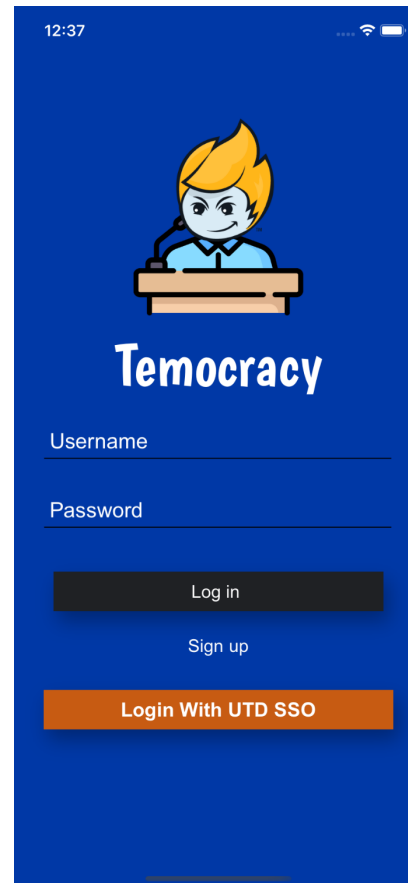 12:37
Temocracy
Username
Password
Log in
Sign up
Login With UTD SSO